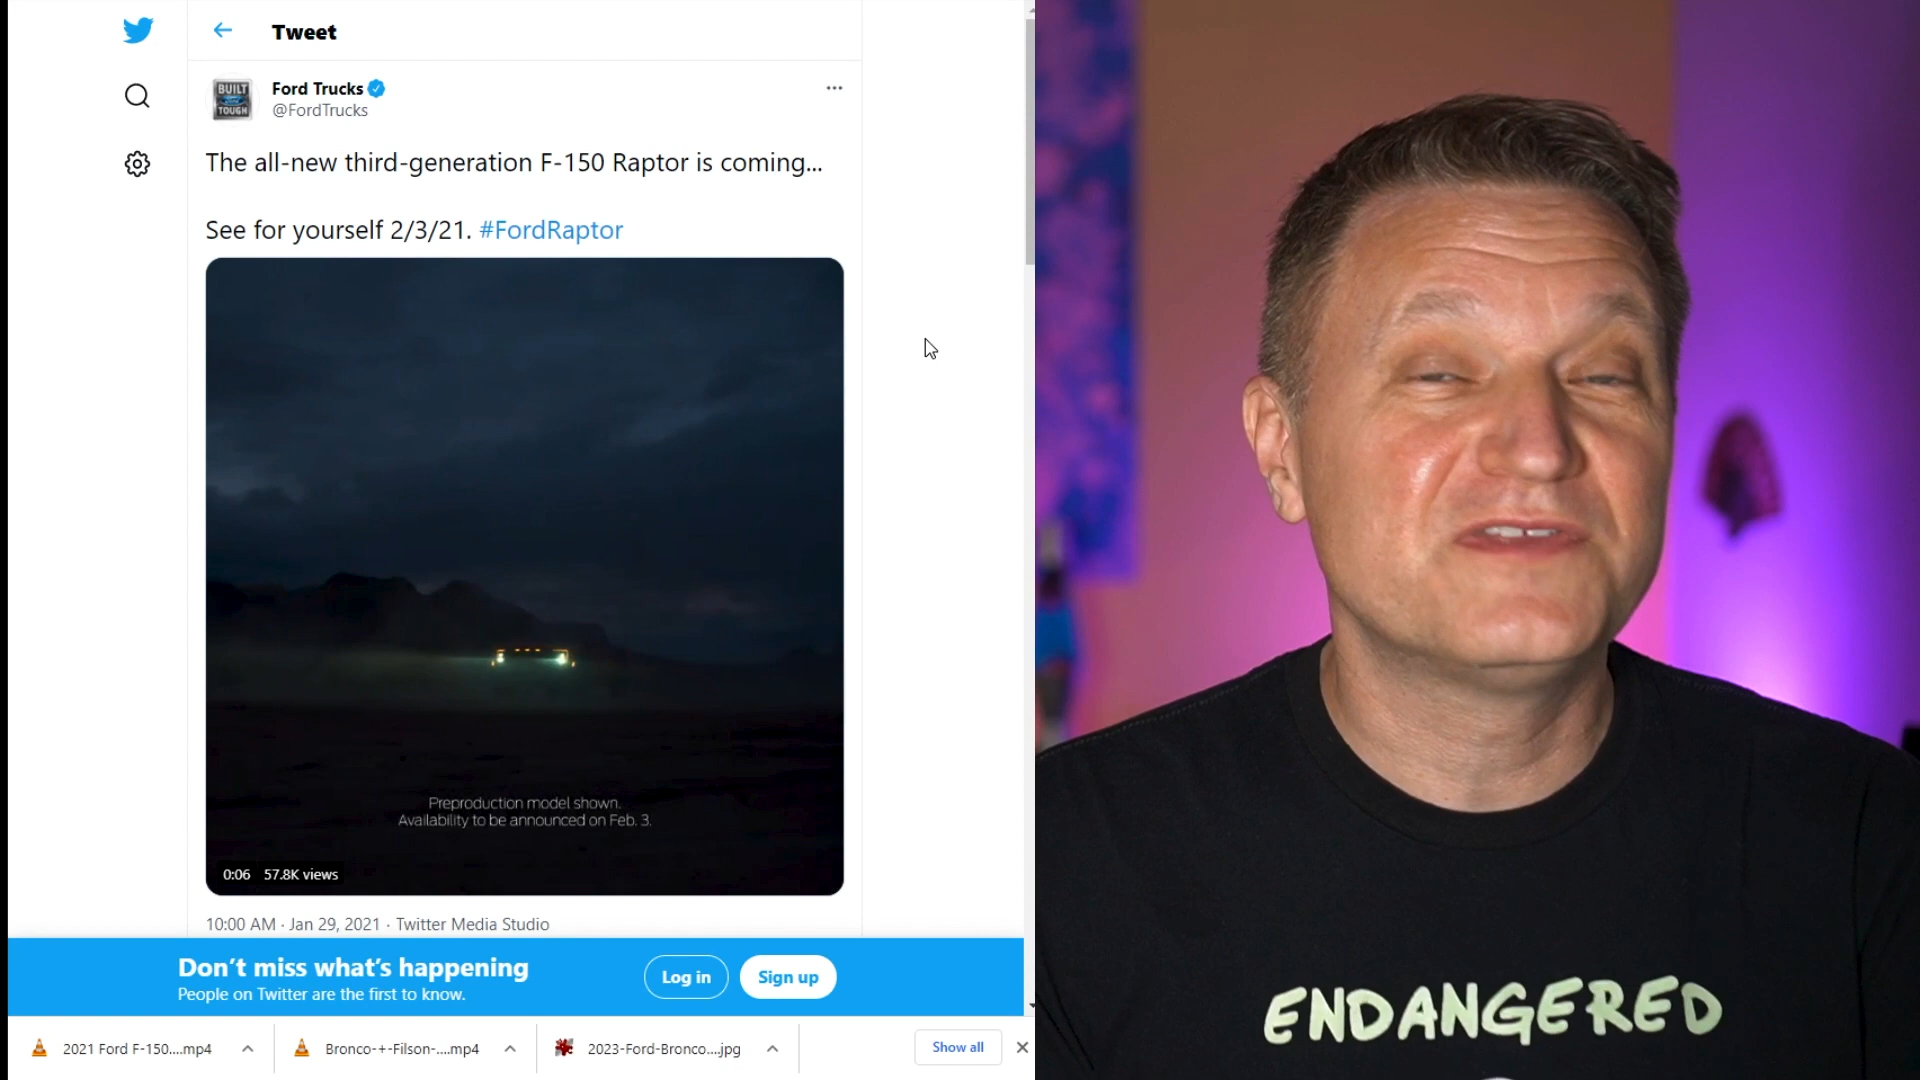 Tweet
BUILT
Ford
TOUGH
Ford Trucks
@FordTrucks
The all-new third-generation F-150 Raptor is coming...
See for yourself 2/3/21. #FordRaptor
Preproduction model shown.
Availability to be announced on Feb. 3.
0:06 57.8K views
10:00 AM · Jan 29, 2021 · Twitter Media Studio
Don't miss what's happening
People on Twitter are the first to know.
Log in
Sign up
2021 Ford F-150....mp4
Bronco-+-Filson-....mp4
2023-Ford-Bronco....jpg
Show all
ENDANGERED